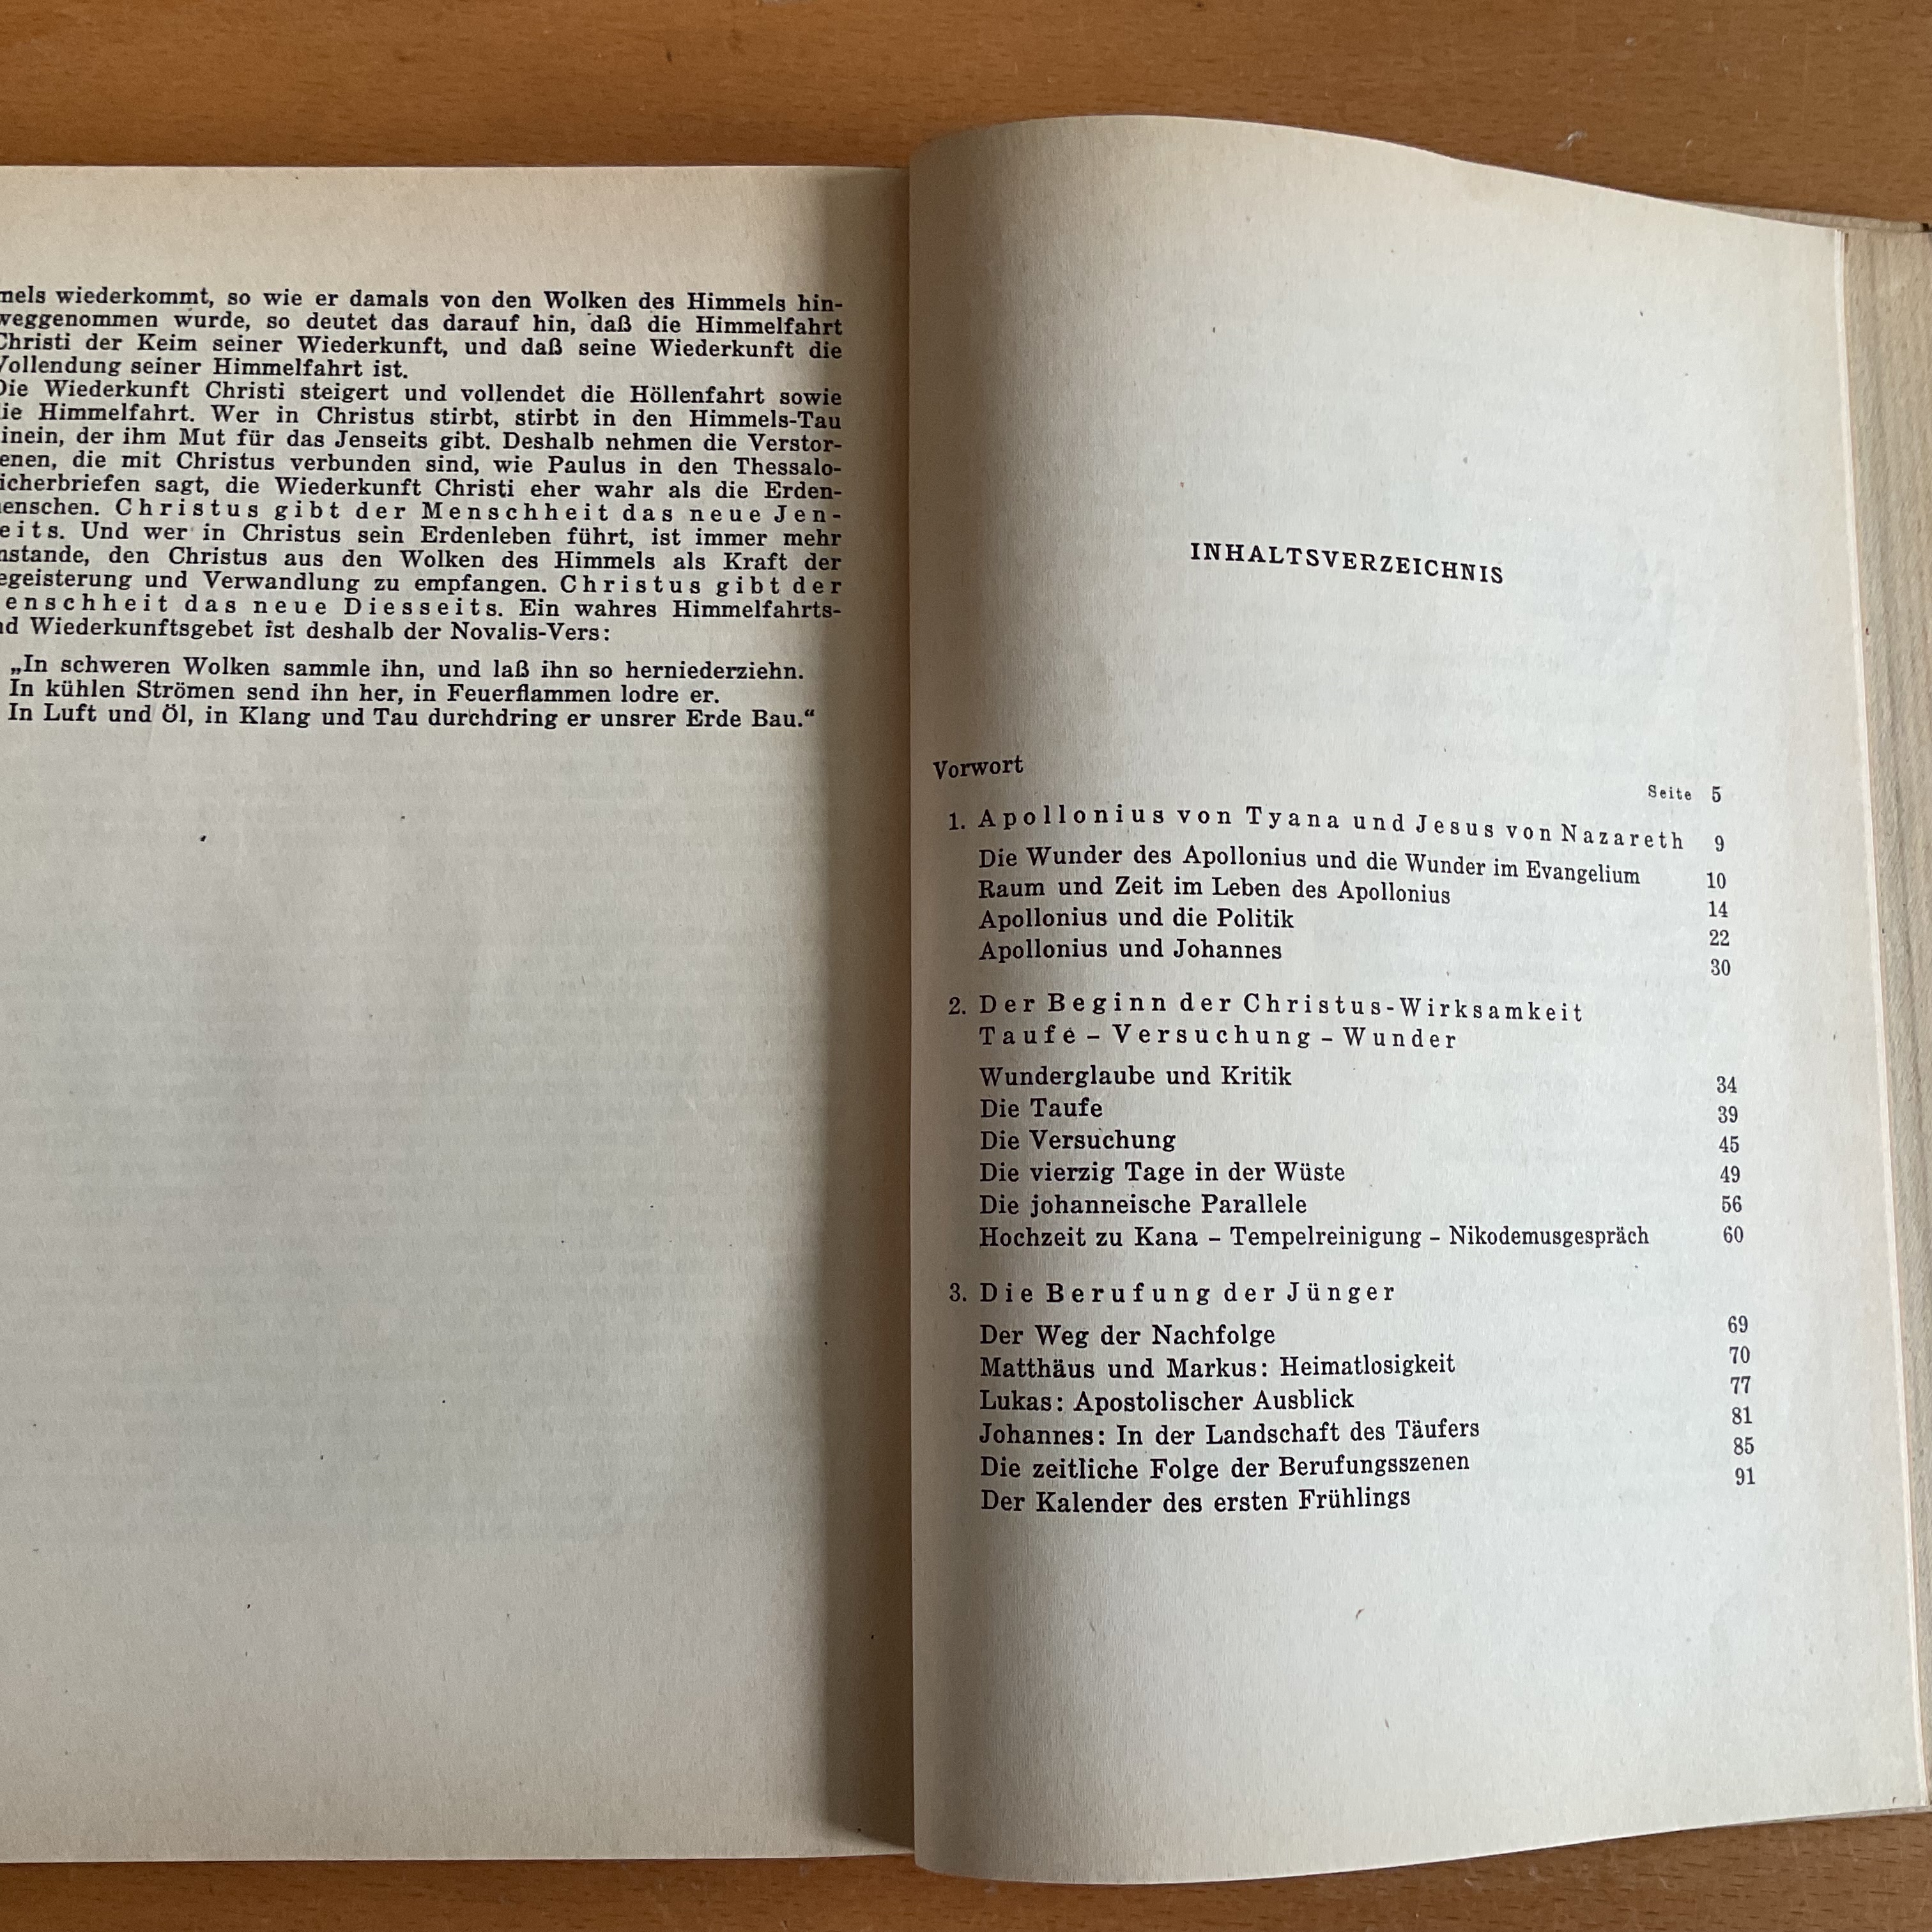 wiederkommt, so wie er damals von den Wolken des Himmels hin-
weggenommen wurde, so deutet das darauf hin, daß die Himmelfahrt
Christi der Keim seiner Wiederkunft, und daß seine Wiederkunft die
Vollendung seiner Himmelfahrt ist.
Die Wiederkunft Christi steigert und vollendet die Höllenfahrt sowie
die Himmelfahrt. Wer in Christus stirbt, stirbt in den Himmels-Tau
hinein, der ihm Mut für das Jenseits gibt. Deshalb nehmen die Verstor-
die mit Christus verbunden sind, wie Paulus in den Thessalo-
sagt, die Wiederkunft Christi eher wahr als die Erden-
Christus gibt der Menschheit das neue Jen-
seits. Und wer in Christus sein Erdenleben führt, ist immer mehr
imstande, den Christus aus den Wolken des Himmels als Kraft der
Begeisterung und Verwandlung zu empfangen. Christus gibt der
Menschheit das neue Diesseits. Ein wahres Himmelfahrts-
und Wiederkunftsgebet ist deshalb der Novalis-Vers:
„In schweren Wolken sammle ihn, und laß ihn so herniederziehn.
In kühlen Strömen send ihn her, in Feuerflammen lodre er.
In Luft und Öl, in Klang und Tau durchdring er unsrer Erde Bau.“
INHALTSVERZEICHNIS
Vorwort Seite 5
1. Apollonius von Tyana und Jesus von Nazareth 9
Die Wunder des Apollonius und die Wunder im Evangelium 10
Raum und Zeit im Leben des Apollonius 14
Apollonius und die Politik 22
Apollonius und Johannes 30
2. Der Beginn der Christus-Wirksamkeit
Taufe – Versuchung – Wunder
Wunderglaube und Kritik 34
Die Taufe 39
Die Versuchung 45
Die vierzig Tage in der Wüste 49
Die johanneische Parallele 56
Hochzeit zu Kana – Tempelreinigung – Nikodemusgespräch 60
3. Die Berufung der Jünger
Der Weg der Nachfolge 69
Matthäus und Markus: Heimatlosigkeit 70
Lukas: Apostolischer Ausblick 77
Johannes: In der Landschaft des Täufers 81
Die zeitliche Folge der Berufungsszenen 85
Der Kalender des ersten Frühlings 91